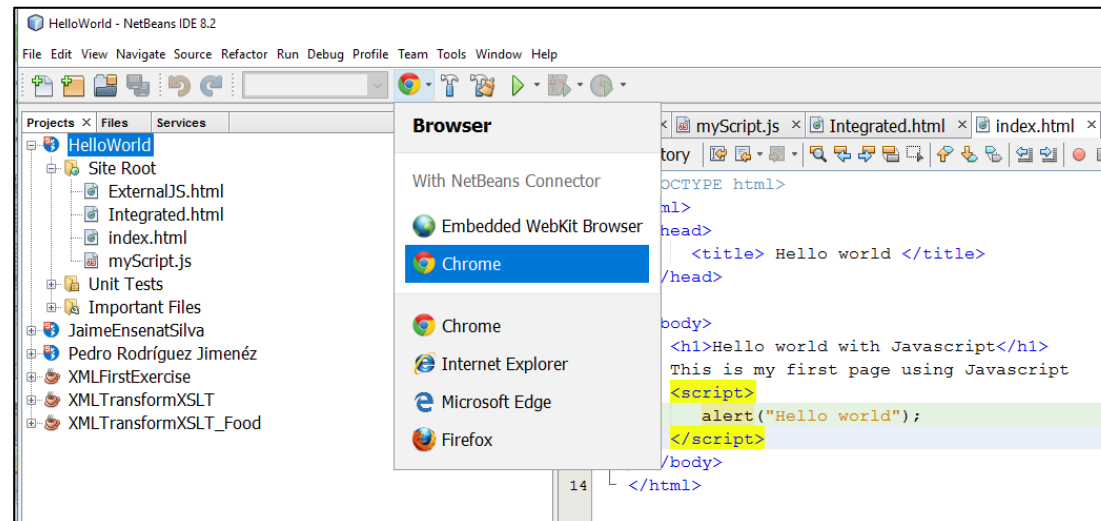 HelloWorld - NetBeans IDE 8.2
File Edit View Navigate Source Refactor Run Debug Profile Team Tools Window Help
Projects Files Services
HelloWorld
Site Root
ExternalJS.html
Integrated.html
index.html
myScript.js
Unit Tests
Important Files
JaimeEnsenatSilva
Pedro Rodríguez Jimenéz
XMLFirstExercise
XMLTransformXSLT
XMLTransformXSLT_Food
Browser
With NetBeans Connector
Embedded WebKit Browser
Chrome
Chrome
Internet Explorer
Microsoft Edge
Firefox
myScript.js Integrated.html index.html
tory
OCTYPE html>
ml>
head>
<title> Hello world </title>
/head>
body>
<h1>Hello world with Javascript</h1>
This is my first page using Javascript
<script>
alert("Hello world");
</script>
/body>
14 </html>